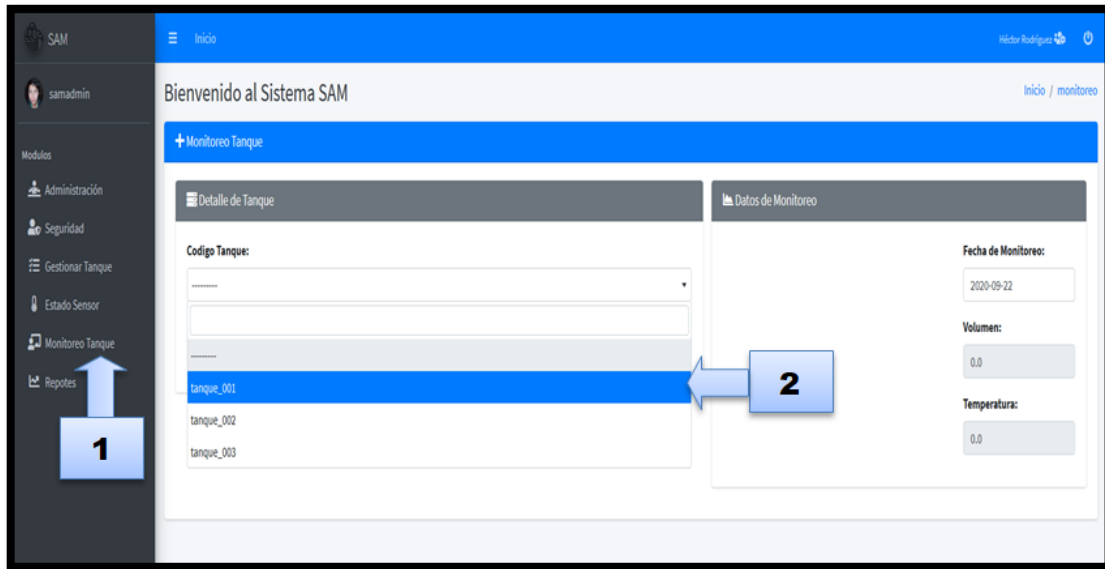 SAM
Inicio
Héctor Rodríguez
samadmin
Bienvenido al Sistema SAM
Inicio / monitoreo
Modulos
Administración
Seguridad
Gestionar Tanque
Estado Sensor
Monitoreo Tanque
Repotes
1
Monitoreo Tanque
Detalle de Tanque
Codigo Tanque:
---------
---------
tanque_001
tanque_002
tanque_003
2
Datos de Monitoreo
Fecha de Monitoreo:
2020-09-22
Volumen:
0.0
Temperatura:
0.0